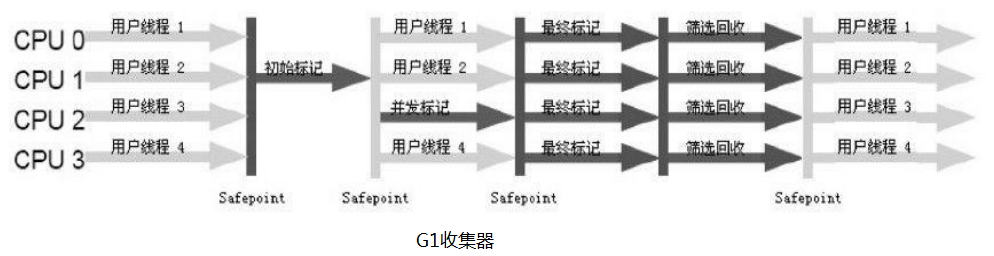 CPU 0 用户线程 1 用户线程 1 最终标记 筛选回收 用户线程 1
CPU 1 用户线程 2 初始标记 用户线程 2 最终标记 筛选回收 用户线程 2
CPU 2 用户线程 3 并发标记 最终标记 筛选回收 用户线程 3
CPU 3 用户线程 4 用户线程 4 最终标记 筛选回收 用户线程 4
Safepoint Safepoint Safepoint Safepoint
G1收集器